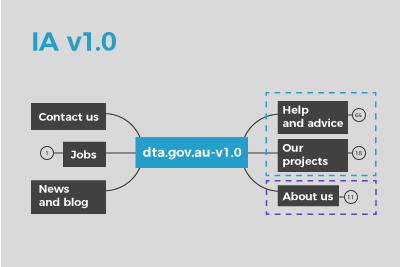 IA v1.0
Contact us
1
Jobs
News
and blog
dta.gov.au-v1.0
Help
and advice
64
Our
projects
18
About us
11